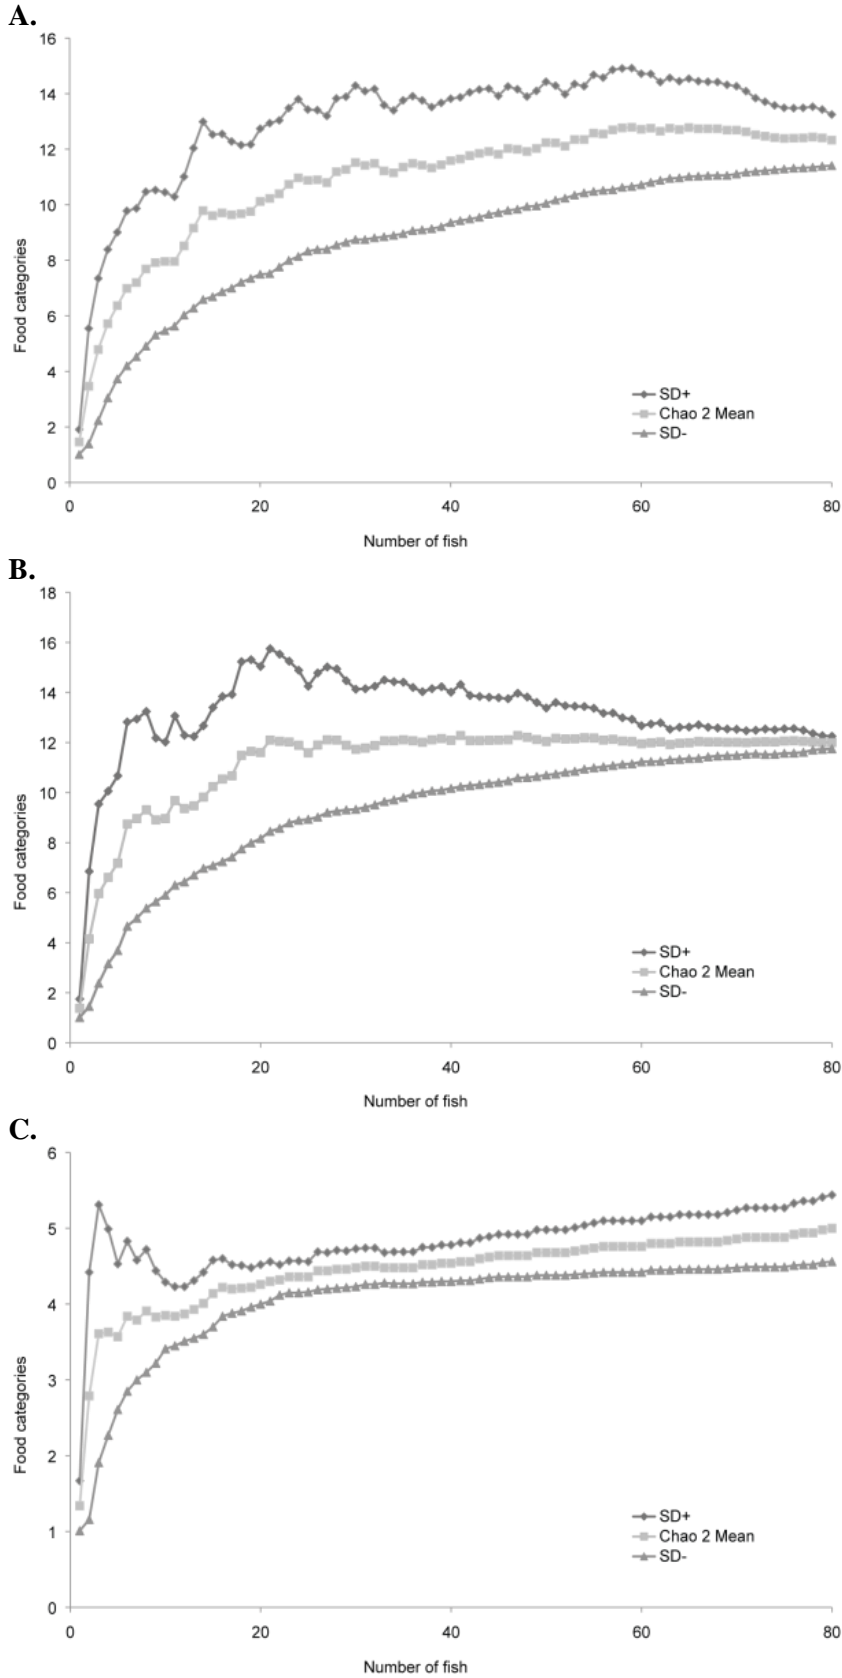 A.
16
14
12
10
8
6
4
2
0
Food categories
SD+
Chao 2 Mean
SD-
0 20 40 60 80
Number of fish
B.
18
16
14
12
10
8
6
4
2
0
Food categories
SD+
Chao 2 Mean
SD-
0 20 40 60 80
Number of fish
C.
6
5
4
3
2
1
0
Food categories
SD+
Chao 2 Mean
SD-
0 20 40 60 80
Number of fish